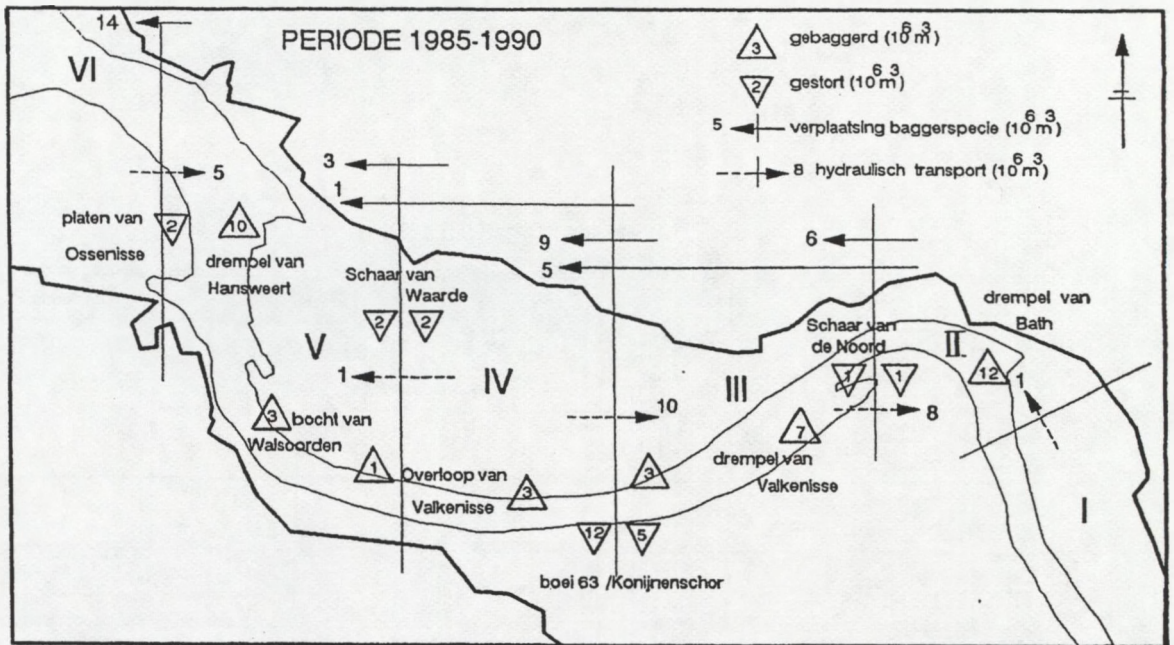 14
PERIODE 1985-1990
VI
3 gebaggerd (10⁶m³)
2 gestort (10⁶m³)
5 verplaatsing baggerspecie (10⁶m³)
8 hydraulisch transport (10⁶m³)
3
1
5
9
6
5
platen van
Ossenisse
2
10
drempel van
Hansweert
Schaar van
Waarde
2
2
drempel van
Bath
Schaar van
de Noord
II
12
1
1
1
V
1
IV
III
10
8
3
bocht van
Walsoorden
1
Overloop van
Valkenisse
3
3
7
drempel van
Valkenisse
I
12
5
boei 63 /Konijnenschor